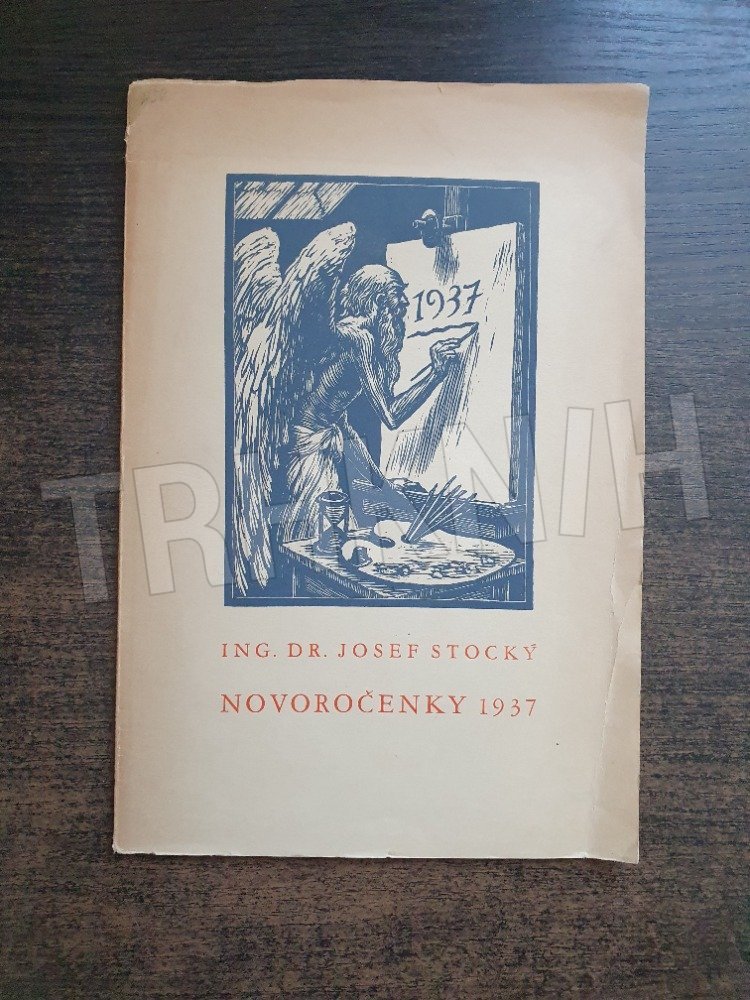 1937
ING. DR. JOSEF STOCKÝ
NOVOROČENKY 1937